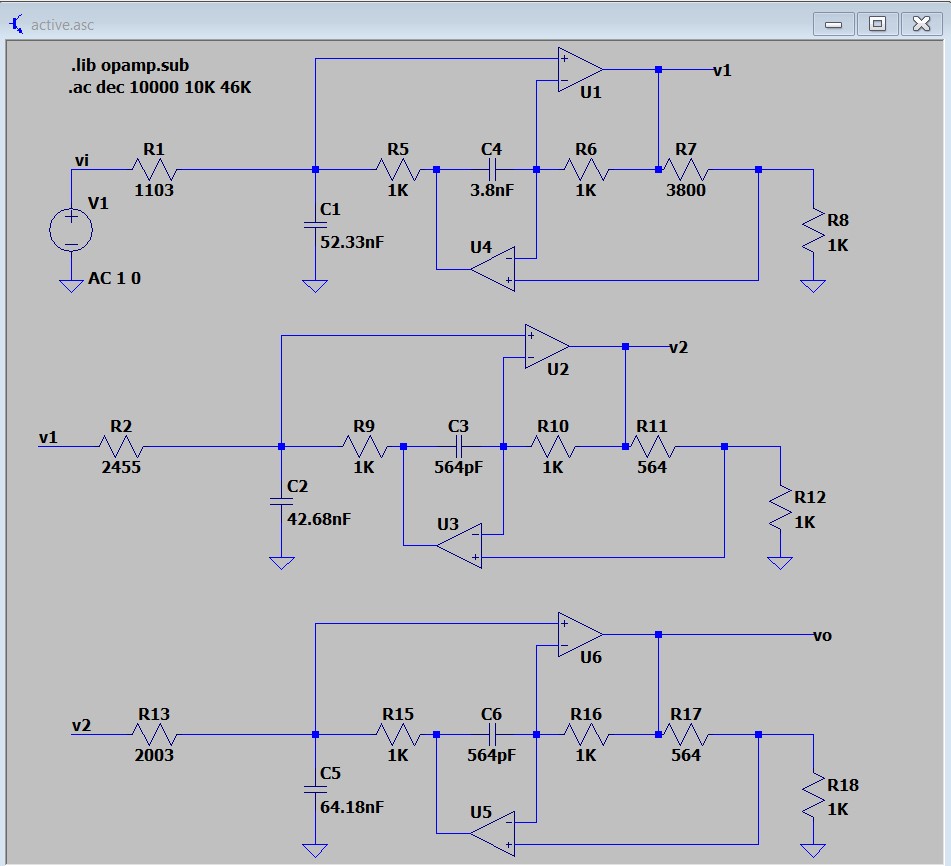 active.asc
.lib opamp.sub
.ac dec 10000 10K 46K
+
−
U1
v1
vi
R1
1103
R5
1K
C4
3.8nF
R6
1K
R7
3800
V1
+
−
AC 1 0
C1
52.33nF
U4
−
+
R8
1K
+
−
U2
v2
v1
R2
2455
R9
1K
C3
564pF
R10
1K
R11
564
C2
42.68nF
U3
−
+
R12
1K
+
−
U6
vo
v2
R13
2003
R15
1K
C6
564pF
R16
1K
R17
564
C5
64.18nF
U5
−
+
R18
1K